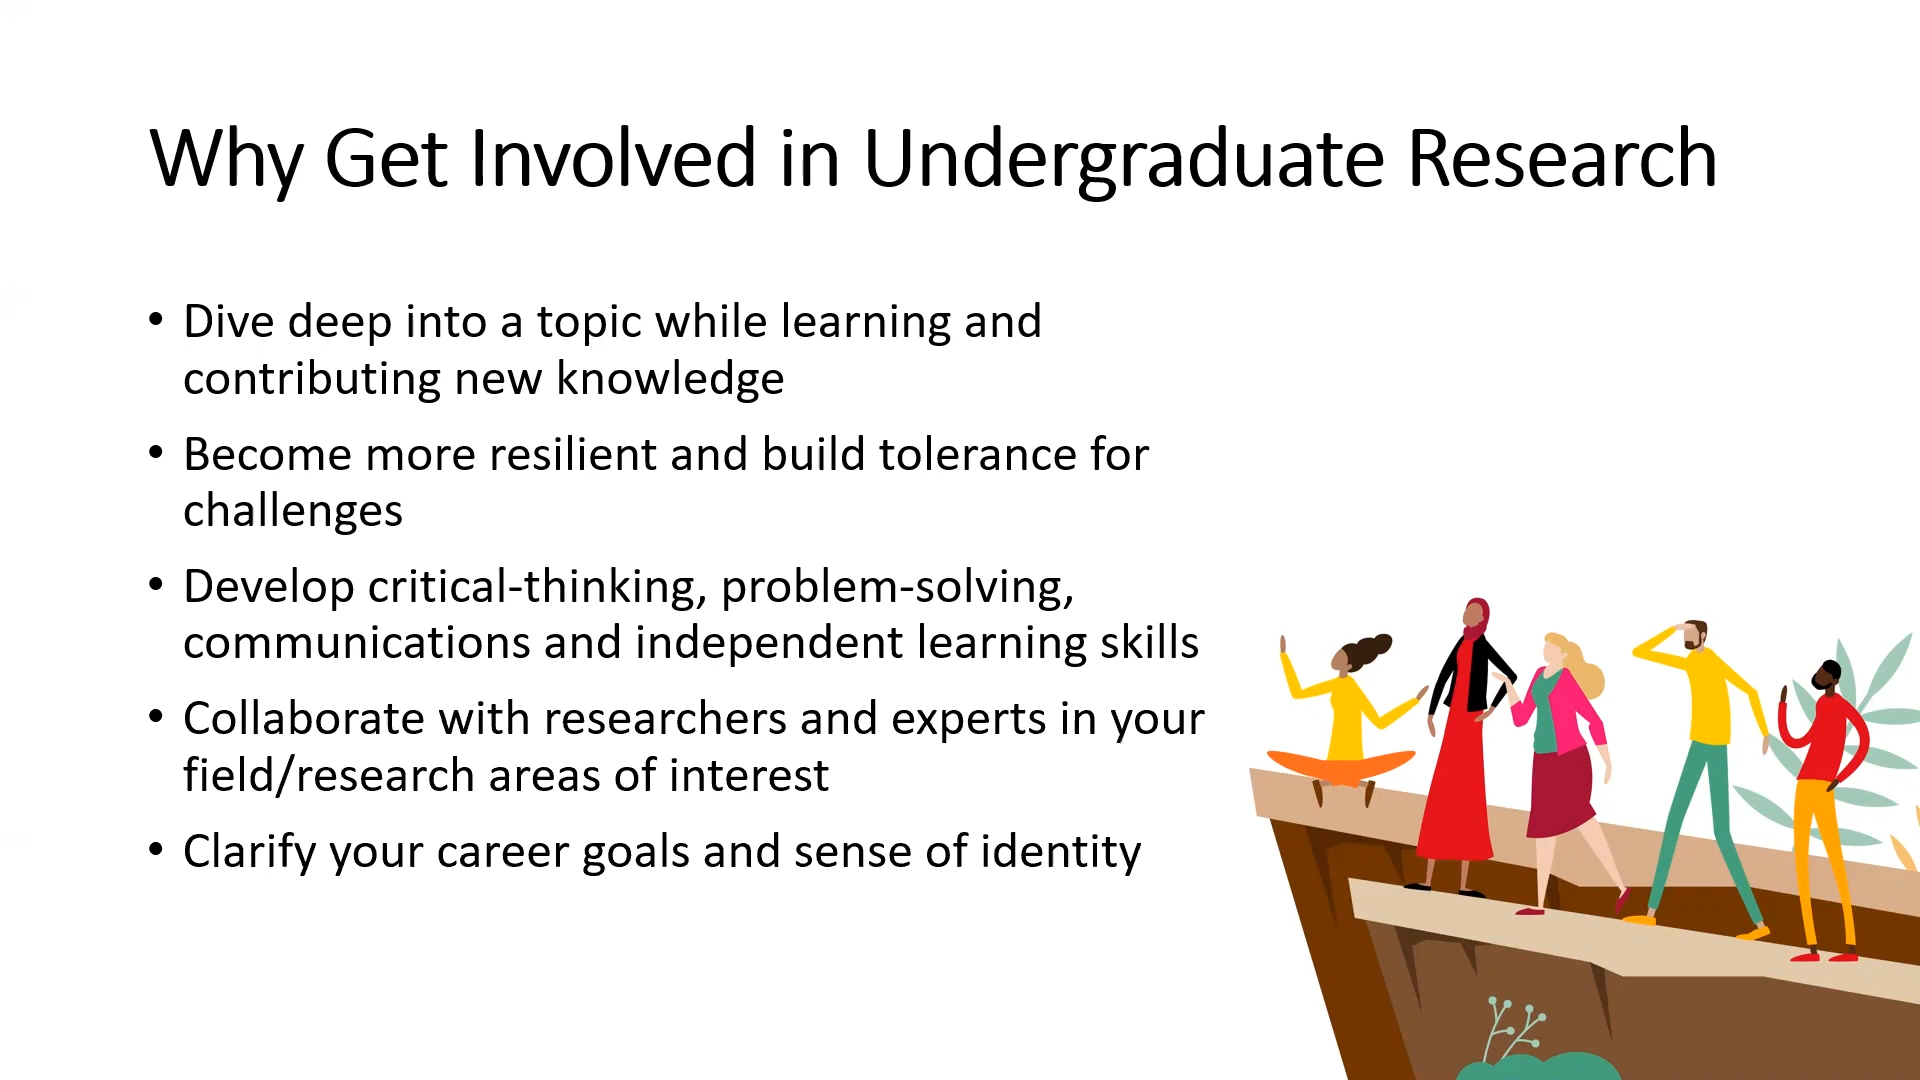 Why Get Involved in Undergraduate Research
• Dive deep into a topic while learning and
contributing new knowledge
• Become more resilient and build tolerance for
challenges
• Develop critical-thinking, problem-solving,
communications and independent learning skills
• Collaborate with researchers and experts in your
field/research areas of interest
• Clarify your career goals and sense of identity